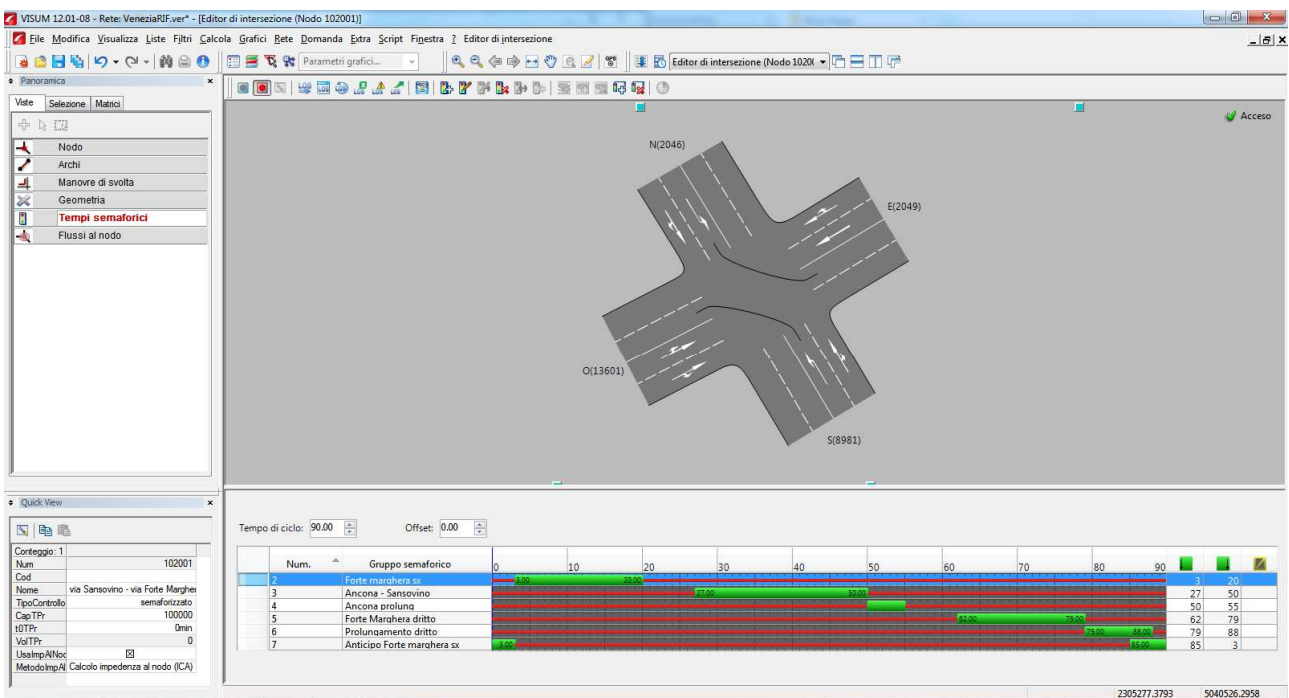 VISUM 12.01-08 - Rete: VeneziaRIF.ver* - [Editor di intersezione (Nodo 102001)]
File Modifica Visualizza Liste Filtri Calcola Grafici Rete Domanda Extra Script Finestra ? Editor di intersezione
Parametri grafici... Editor di intersezione (Nodo 1020(
Panoramica
Viste Selezione Matrici
Acceso
Nodo
Archi
Manovre di svolta
Geometria
Tempi semaforici
Flussi al nodo
N(2046)
E(2049)
O(13601)
S(8981)
Quick View
Conteggio: 1
Num 102001
Cod
Nome via Sansovino - via Forte Margher
TipoControllo semaforizzato
CapTPr 100000
t0TPr 0min
VolTPr 0
UsaImpAlNoc
MetodoImpAl Calcolo impedenza al nodo (ICA)
Tempo di ciclo: 90.00 Offset: 0.00
Num. Gruppo semaforico 0 10 20 30 40 50 60 70 80 90
2 Forte marghera sx 3.00 20.00 3 20
3 Ancona - Sansovino 27.00 50.00 27 50
4 Ancona prolung 50 55
5 Forte Marghera dritto 62.00 79.00 62 79
6 Prolungamento dritto 79.00 88.00 79 88
7 Anticipo Forte marghera sx 3.00 85.00 85 3
2305277.3793 5040526.2958